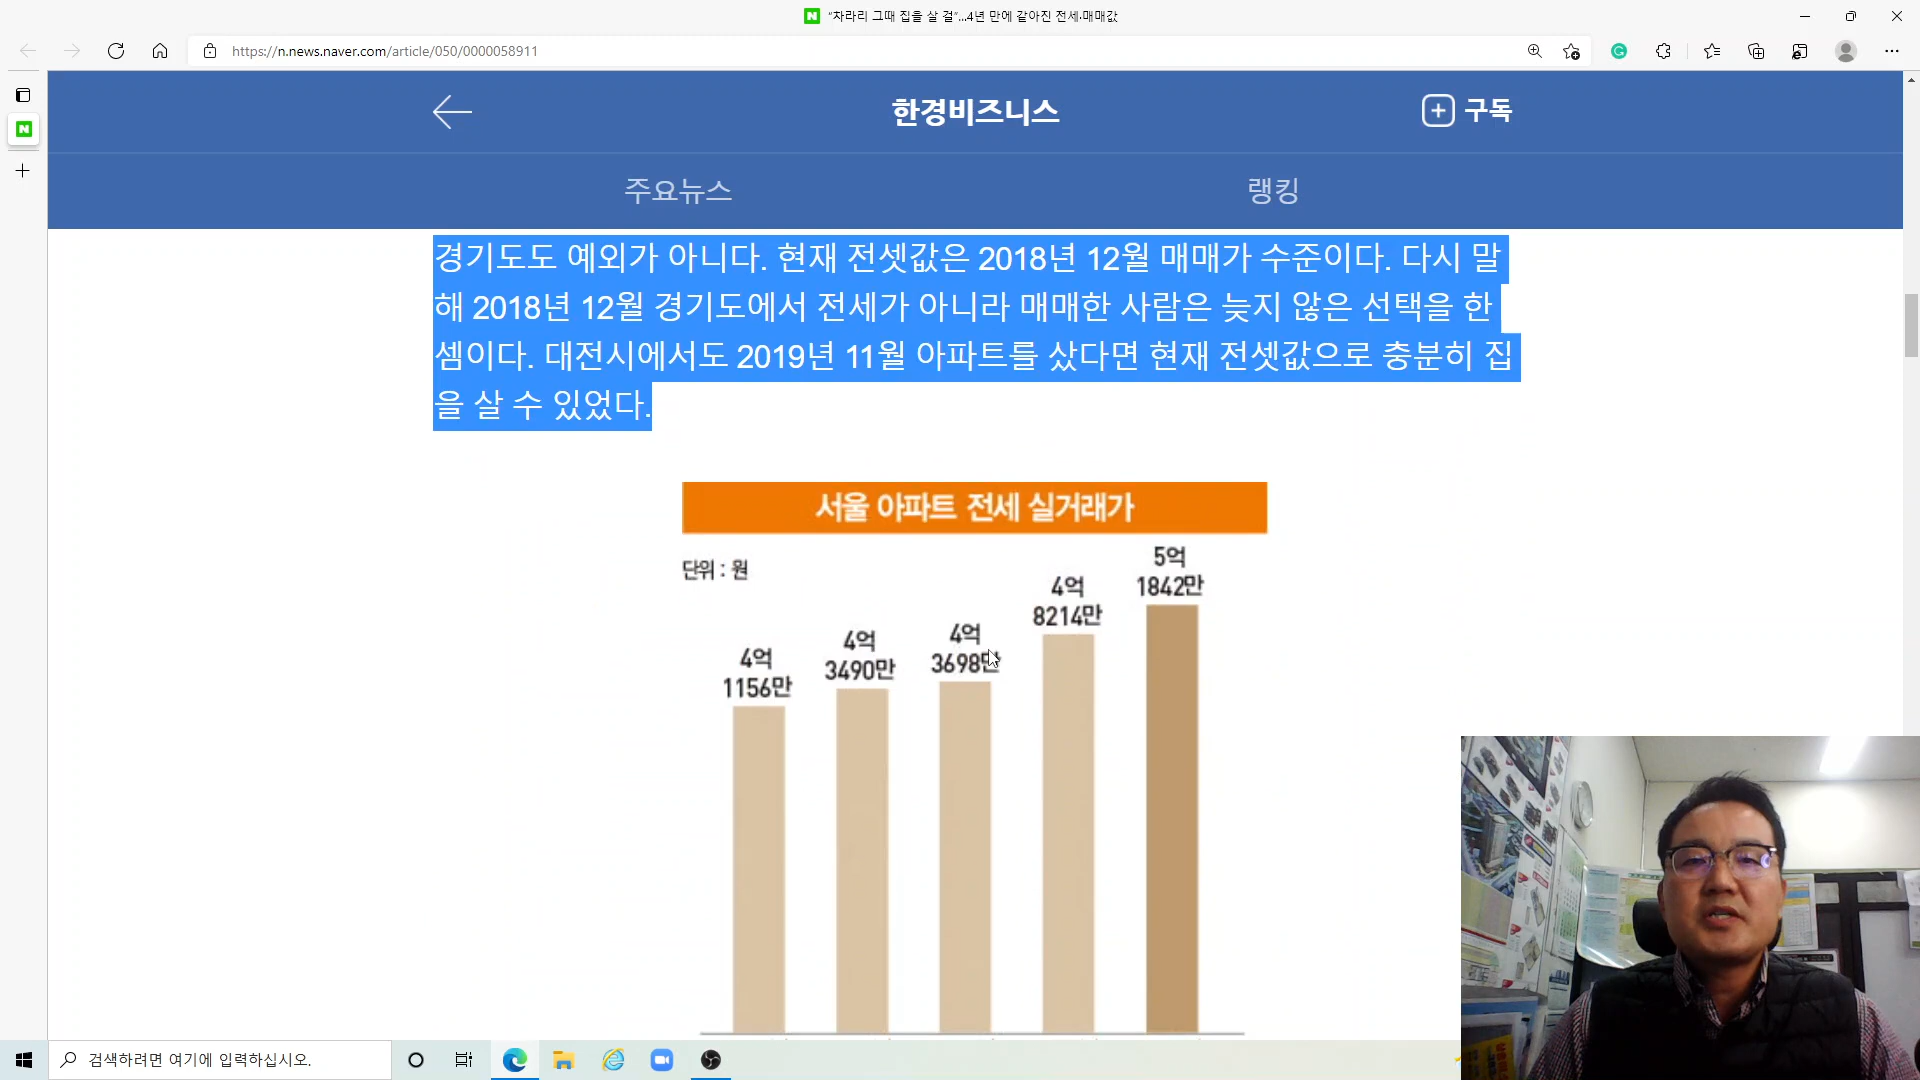 “차라리 그때 집을 살 걸”...4년 만에 같아진 전세·매매값
https://n.news.naver.com/article/050/0000058911
한경비즈니스
구독
주요뉴스
랭킹
경기도도 예외가 아니다. 현재 전셋값은 2018년 12월 매매가 수준이다. 다시 말
해 2018년 12월 경기도에서 전세가 아니라 매매한 사람은 늦지 않은 선택을 한
셈이다. 대전시에서도 2019년 11월 아파트를 샀다면 현재 전셋값으로 충분히 집
을 살 수 있었다.
서울 아파트 전세 실거래가
단위 : 원
4억
1156만
4억
3490만
4억
3698만
4억
8214만
5억
1842만
검색하려면 여기에 입력하십시오.